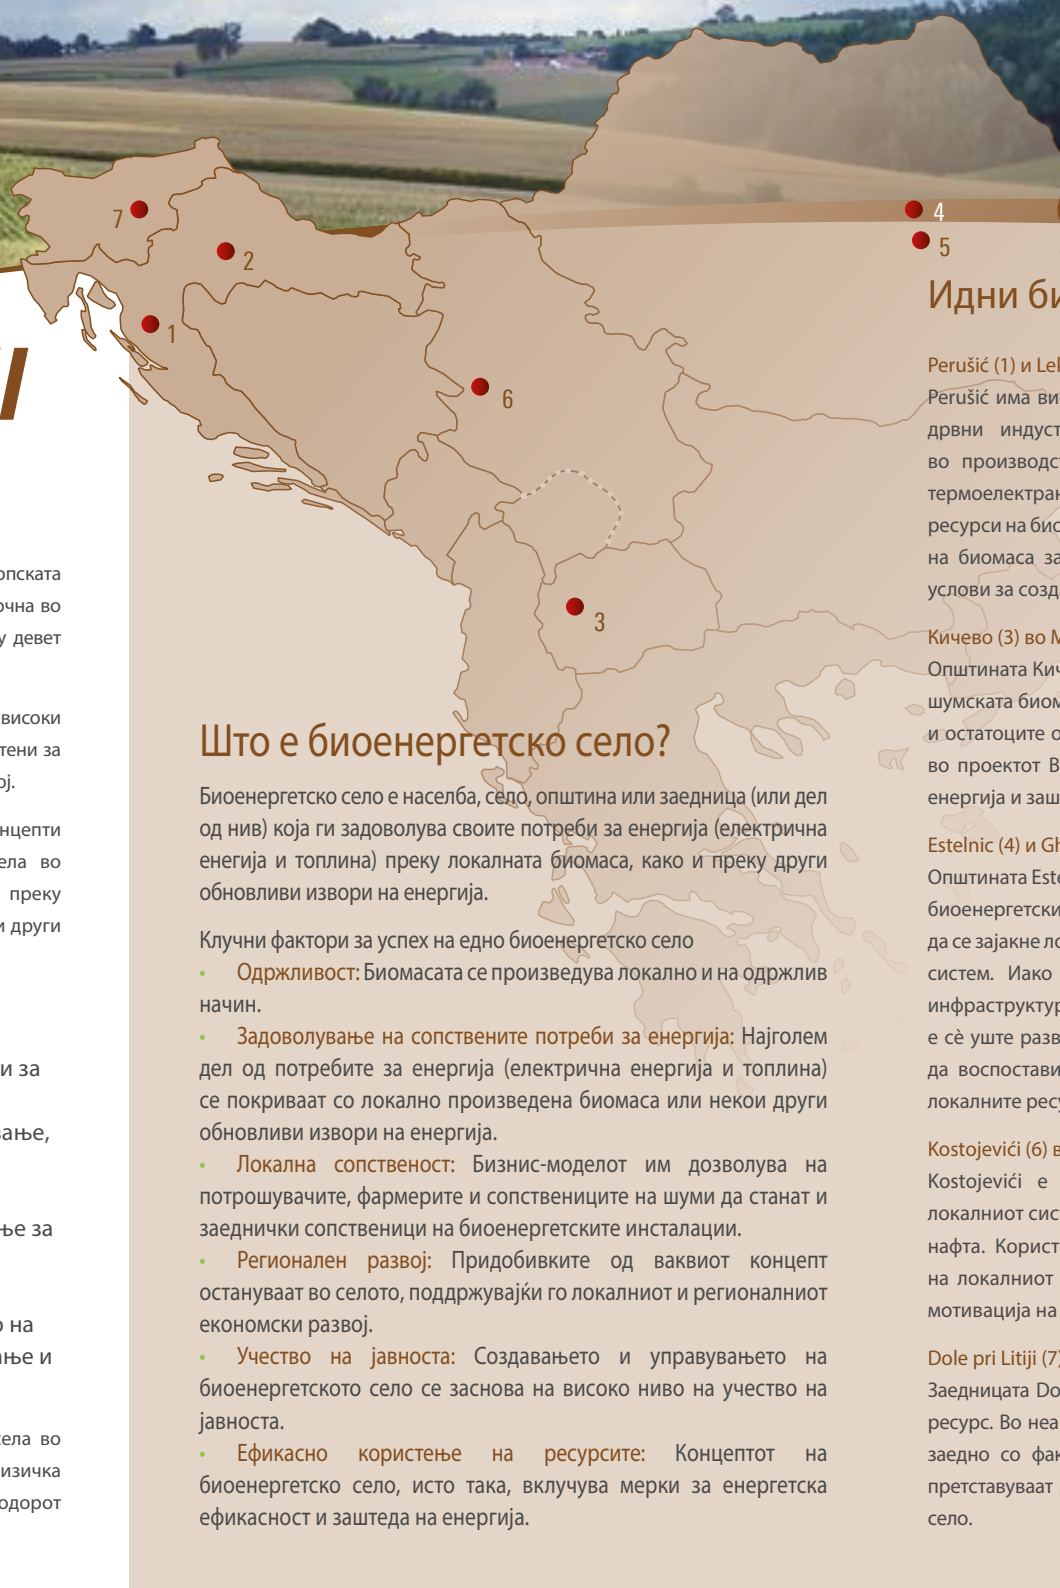 7
2
1
6
3
4
5
опската
очна во
у девет
високи
тени за
ој.
нцепти
ела во
преку
и други
и за
ање,
ње за
о на
ање и
ела во
изичка
одорот
Што е биоенергетско село?
Биоенергетско село е населба, село, општина или заедница (или дел
од нив) која ги задоволува своите потреби за енергија (електрична
енегија и топлина) преку локалната биомаса, како и преку други
обновливи извори на енергија.
Клучни фактори за успех на едно биоенергетско село
• Одржливост: Биомасата се произведува локално и на одржлив
начин.
• Задоволување на сопствените потреби за енергија: Најголем
дел од потребите за енергија (електрична енергија и топлина)
се покриваат со локално произведена биомаса или некои други
обновливи извори на енергија.
• Локална сопственост: Бизнис-моделот им дозволува на
потрошувачите, фармерите и сопствениците на шуми да станат и
заеднички сопственици на биоенергетските инсталации.
• Регионален развој: Придобивките од ваквиот концепт
остануваат во селото, поддржувајќи го локалниот и регионалниот
економски развој.
• Учество на јавноста: Создавањето и управувањето на
биоенергетското село се заснова на високо ниво на учество на
јавноста.
• Ефикасно користење на ресурсите: Концептот на
биоенергетско село, исто така, вклучува мерки за енергетска
ефикасност и заштеда на енергија.
Идни би
Perušić (1) и Lek
Perušić има ви
дрвни индуст
во производс
термоелектран
ресурси на био
на биомаса за
услови за созда
Кичево (3) во М
Општината Кич
шумската биом
и остатоците о
во проектот B
енергија и заш
Estelnic (4) и Gh
Општината Este
биоенергетски
да се зајакне ло
систем. Иако
инфраструктур
е сѐ уште разв
да воспостави
локалните ресу
Kostojevići (6) в
Kostojevići е
локалниот сист
нафта. Корист
на локалниот
мотивација на
Dole pri Litiji (7)
Заедницата Do
ресурс. Во неа
заедно со фак
претставуваат
село.